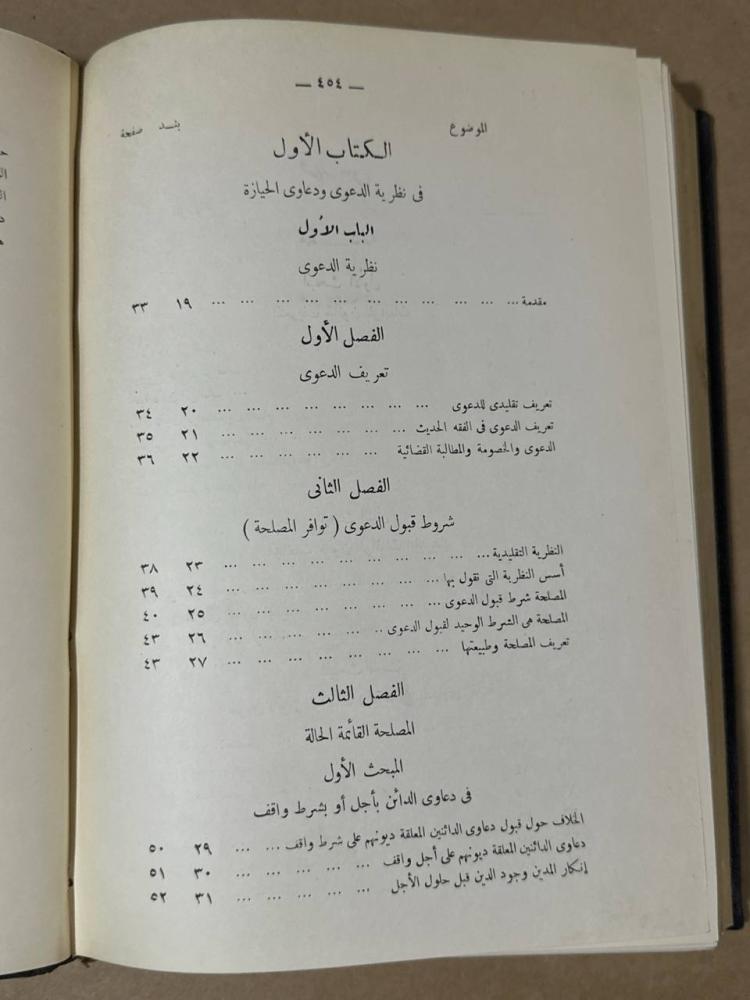 — ٤٥٤ —
الموضوع بند صفحة
الكتاب الأول
فى نظرية الدعوى ودعاوى الحيازة
الباب الأول
نظرية الدعوى
مقدمة ... ... ... ... ... ... ... ... ... ... ... ١٩ ٣٣
الفصل الأول
تعريف الدعوى
تعريف تقليدى للدعوى ... ... ... ... ... ... ... ... ٢٠ ٣٤
تعريف الدعوى فى الفقه الحديث ... ... ... ... ... ... ... ٢١ ٣٥
الدعوى والخصومة والمطالبة القضائية ... ... ... ... ... ... ٢٢ ٣٦
الفصل الثانى
شروط قبول الدعوى ( توافر المصلحة )
النظرية التقليدية ... ... ... ... ... ... ... ... ... ... ٢٣ ٣٨
أسس النظرية التى تقول بها ... ... ... ... ... ... ... ... ٢٤ ٣٩
المصلحة شرط قبول الدعوى ... ... ... ... ... ... ... ... ٢٥ ٤٠
المصلحة هى الشرط الوحيد لقبول الدعوى .. ... ... ... ... ... ٢٦ ٤٣
تعريف المصلحة وطبيعتها ... ... ... ... ... ... ... ... ٢٧ ٤٣
الفصل الثالث
المصلحة القائمة الحالة
المبحث الأول
فى دعاوى الدائن بأجل أو بشرط واقف
الخلاف حول قبول دعاوى الدائنين المعلقة ديونهم على شرط واقف ... ... ... ٢٩ ٥٠
دعاوى الدائنين المعلقة ديونهم على أجل واقف ... ... ... ... ... ٣٠ ٥١
إنكار المدين وجود الدين قبل حلول الأجل ... ... ... ... ... ٣١ ٥٢